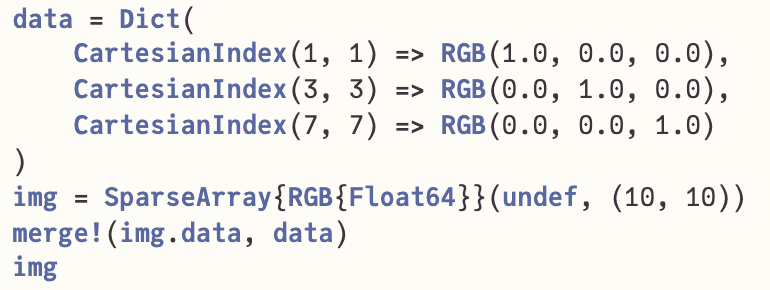 data = Dict(
    CartesianIndex(1, 1) => RGB(1.0, 0.0, 0.0),
    CartesianIndex(3, 3) => RGB(0.0, 1.0, 0.0),
    CartesianIndex(7, 7) => RGB(0.0, 0.0, 1.0)
)
img = SparseArray{RGB{Float64}}(undef, (10, 10))
merge!(img.data, data)
img